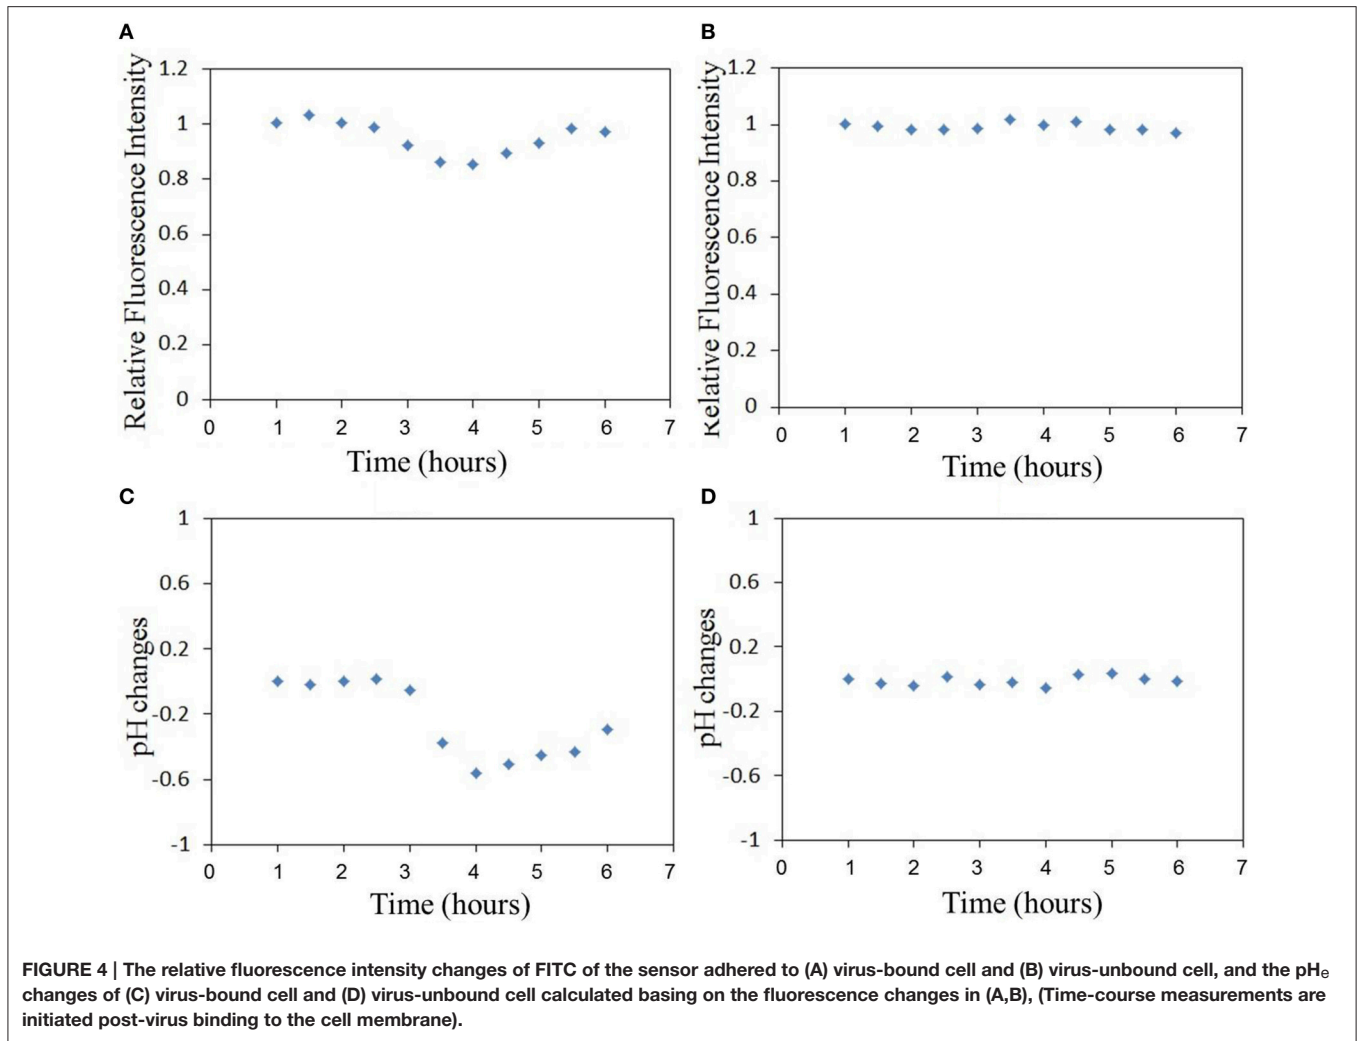 A
B
Relative Fluorescence Intensity
1.2
1
0.8
0.6
0.4
0.2
0
0 1 2 3 4 5 6 7
Time (hours)
Relative Fluorescence Intensity
1.2
1
0.8
0.6
0.4
0.2
0
0 1 2 3 4 5 6 7
Time (hours)
C
D
pH changes
1
0.6
0.2
-0.2
-0.6
-1
0 1 2 3 4 5 6 7
Time (hours)
pH changes
1
0.6
0.2
-0.2
-0.6
-1
0 1 2 3 4 5 6 7
Time (hours)
FIGURE 4 | The relative fluorescence intensity changes of FITC of the sensor adhered to (A) virus-bound cell and (B) virus-unbound cell, and the pHe
changes of (C) virus-bound cell and (D) virus-unbound cell calculated basing on the fluorescence changes in (A,B), (Time-course measurements are
initiated post-virus binding to the cell membrane).